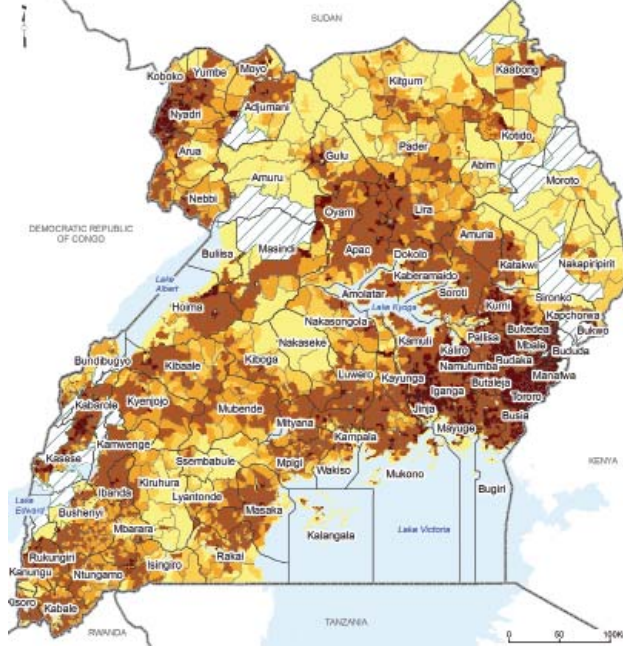 SUDAN
Kaabong
Koboko
Yumbe
Moyo
Kitgum
Adjumani
Nyadri
Kotido
Arua
Gulu
Pader
Abim
Amuru
Moroto
Nebbi
Oyam
Lira
DEMOCRATIC REPUBLIC
OF CONGO
Amuria
Buliisa
Masindi
Apac
Dokolo
Katakwi
Nakapiripirit
Kaberamaido
Lake
Albert
Amolatar
Soroti
Sironko
Hoima
Lake Kyoga
Kumi
Kapchorwa
Nakasongola
Bukedea
Bukwo
Nakaseke
Kamuli
Pallisa
Mbale
Bududa
Bundibugyo
Kaliro
Budaka
Kibaale
Kiboga
Luwero
Kayunga
Namutumba
Manafwa
Kabarole
Kyenjojo
Iganga
Butaleja
Mubende
Tororo
Mityana
Jinja
Busia
Kamwenge
Kampala
Mayuge
Kasese
Ssembabule
Mpigi
Wakiso
Mukono
KENYA
Ibanda
Kiruhura
Bugiri
Lake
Edward
Bushenyi
Lyantonde
Masaka
Mbarara
Kalangala
Lake Victoria
Rukungiri
Rakai
Kanungu
Ntungamo
Isingiro
Kisoro
Kabale
TANZANIA
RWANDA
0 50 100K